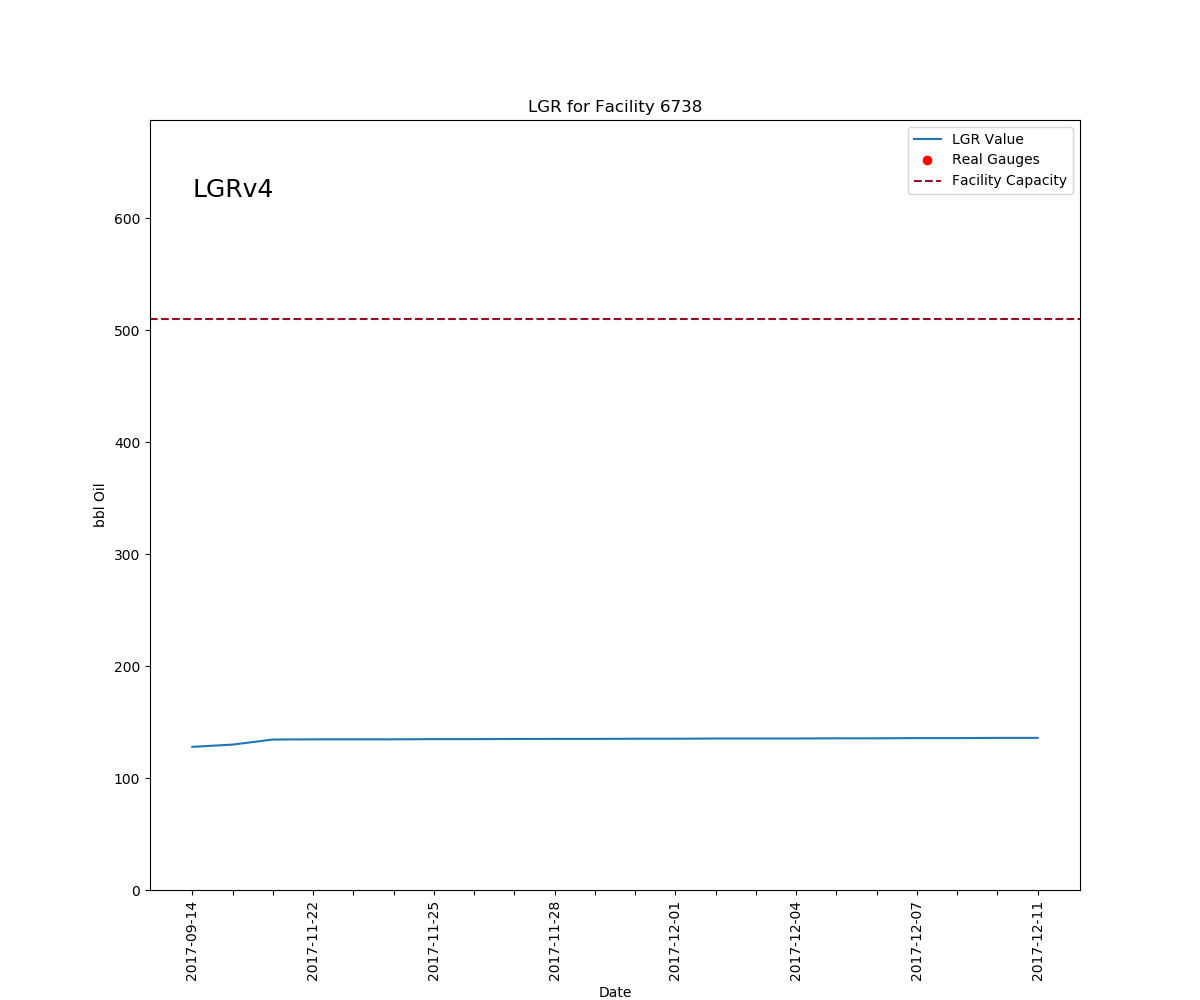 LGR for Facility 6738
LGRv4
LGR Value
Real Gauges
Facility Capacity
600
500
400
300
200
100
0
bbl Oil
2017-09-14
2017-11-22
2017-11-25
2017-11-28
2017-12-01
2017-12-04
2017-12-07
2017-12-11
Date